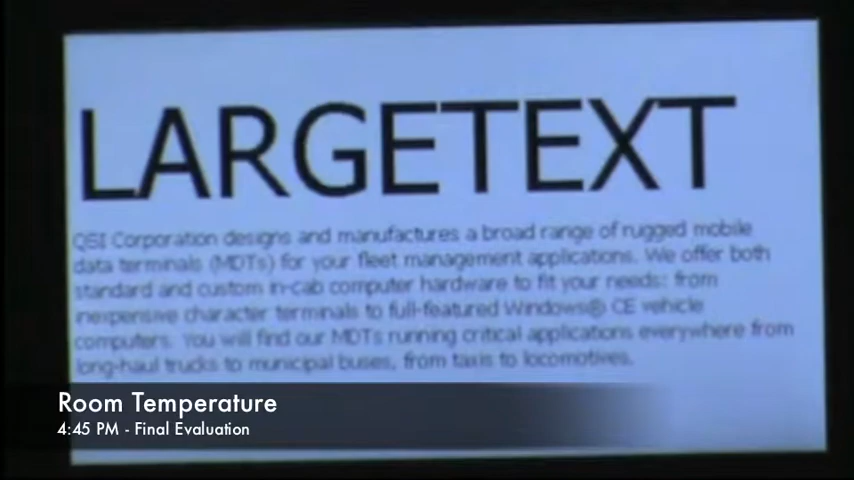 LARGETEXT
QSI Corporation designs and manufactures a broad range of rugged mobile
data terminals (MDTs) for your fleet management applications. We offer both
standard and custom in-cab computer hardware to fit your needs: from
inexpensive character terminals to full-featured Windows® CE vehicle
computers. You will find our MDTs running critical applications everywhere from
long-haul trucks to municipal buses, from taxis to locomotives.
Room Temperature
4:45 PM - Final Evaluation